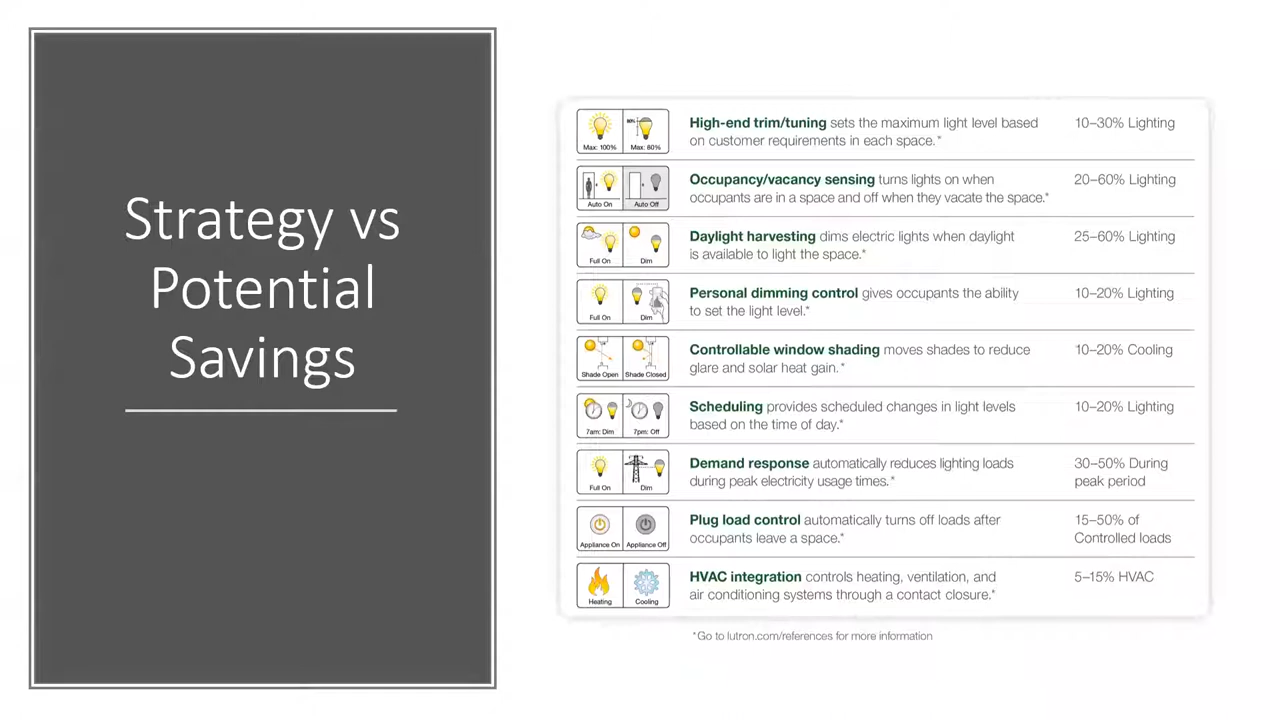 Strategy vs
Potential
Savings
Max: 100%
80%
Max: 80%
High-end trim/tuning sets the maximum light level based
on customer requirements in each space.*
10–30% Lighting
Auto On
Auto Off
Occupancy/vacancy sensing turns lights on when
occupants are in a space and off when they vacate the space.*
20–60% Lighting
Full On
Dim
Daylight harvesting dims electric lights when daylight
is available to light the space.*
25–60% Lighting
Full On
Dim
Personal dimming control gives occupants the ability
to set the light level.*
10–20% Lighting
Shade Open
Shade Closed
Controllable window shading moves shades to reduce
glare and solar heat gain.*
10–20% Cooling
7am: Dim
7pm: Off
Scheduling provides scheduled changes in light levels
based on the time of day.*
10–20% Lighting
Full On
Dim
Demand response automatically reduces lighting loads
during peak electricity usage times.*
30–50% During
peak period
Appliance On
Appliance Off
Plug load control automatically turns off loads after
occupants leave a space.*
15–50% of
Controlled loads
Heating
Cooling
HVAC integration controls heating, ventilation, and
air conditioning systems through a contact closure.*
5–15% HVAC
*Go to lutron.com/references for more information